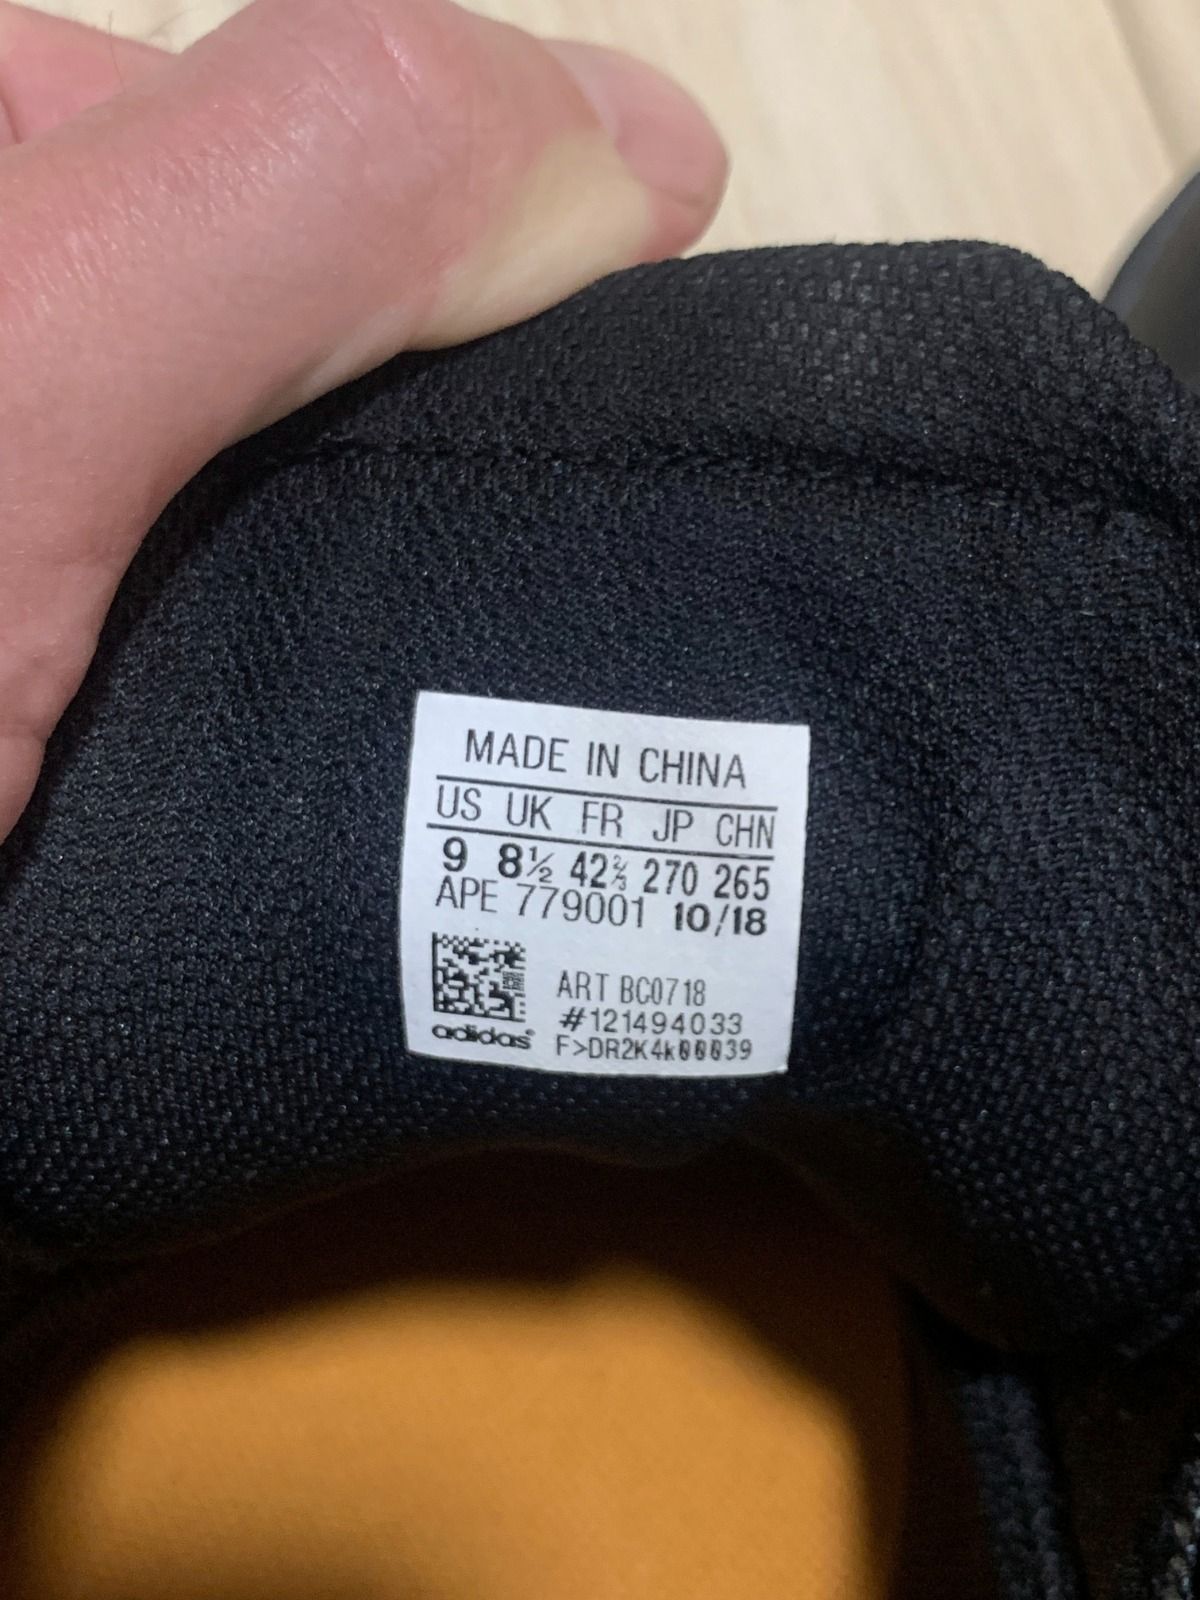 MADE IN CHINA
US UK FR JP CHN
9 8½ 42⅔ 270 265
APE 779001 10/18
ART BC0718
#121494033
adidas®
F>DR2K4k00039